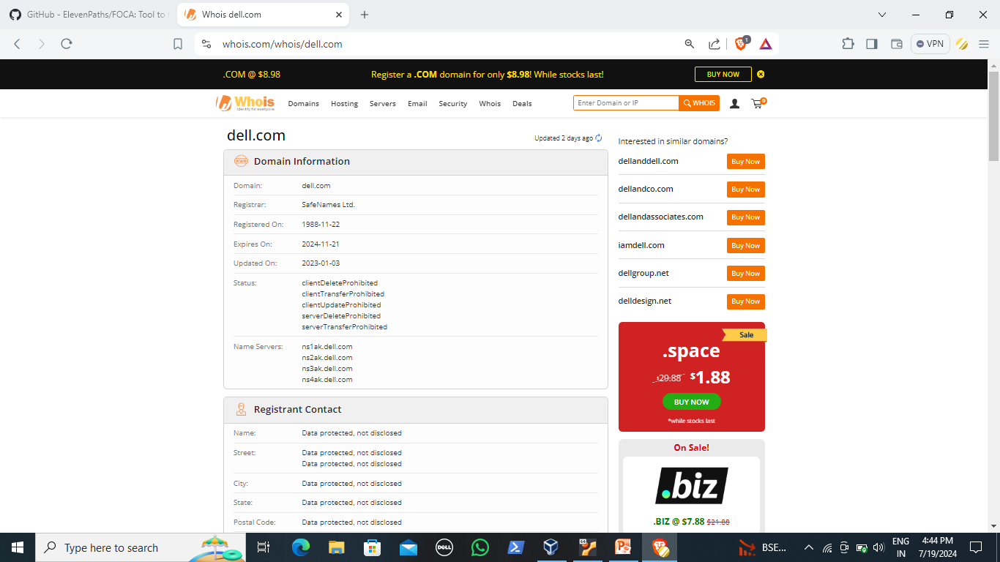 GitHub - ElevenPaths/FOCA: Tool to
Whois dell.com
whois.com/whois/dell.com
1
VPN
.COM @ $8.98
Register a .COM domain for only $8.98! While stocks last!
BUY NOW
Whois
Identity for everyone
Domains
Hosting
Servers
Email
Security
Whois
Deals
Enter Domain or IP
WHOIS
0
dell.com
Updated 2 days ago
www
Domain Information
Domain: dell.com
Registrar: SafeNames Ltd.
Registered On: 1988-11-22
Expires On: 2024-11-21
Updated On: 2023-01-03
Status: clientDeleteProhibited
clientTransferProhibited
clientUpdateProhibited
serverDeleteProhibited
serverTransferProhibited
Name Servers: ns1ak.dell.com
ns2ak.dell.com
ns3ak.dell.com
ns4ak.dell.com
Registrant Contact
Name: Data protected, not disclosed
Street: Data protected, not disclosed
Data protected, not disclosed
City: Data protected, not disclosed
State: Data protected, not disclosed
Postal Code: Data protected, not disclosed
Interested in similar domains?
dellanddell.com Buy Now
dellandco.com Buy Now
dellandassociates.com Buy Now
iamdell.com Buy Now
dellgroup.net Buy Now
delldesign.net Buy Now
Sale
.space
$29.88 $1.88
BUY NOW
*while stocks last
On Sale!
.biz
.BIZ @ $7.88 $21.88
Type here to search
DELL
BSE...
ENG
IN
4:44 PM
7/19/2024